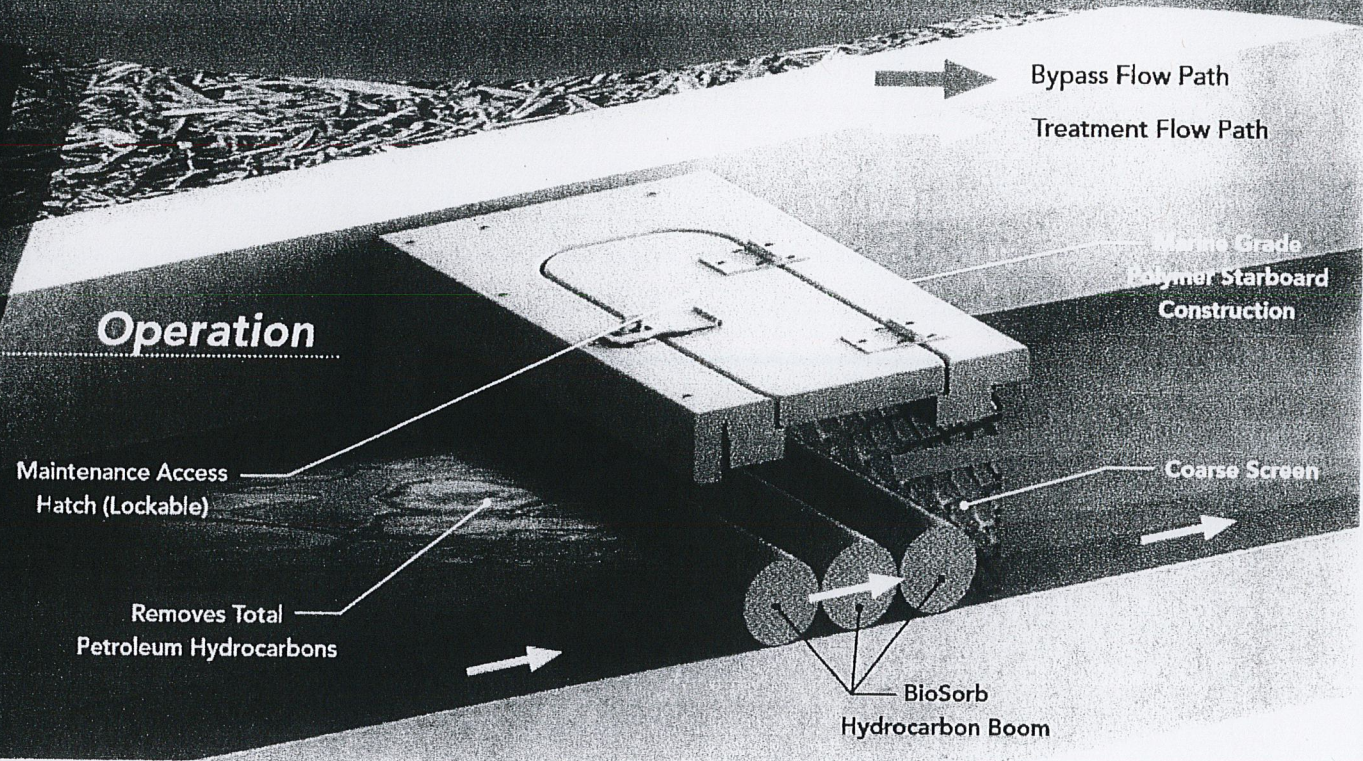 Bypass Flow Path
Treatment Flow Path
Marine Grade
Polymer Starboard
Construction
Operation
Maintenance Access
Hatch (Lockable)
Coarse Screen
Removes Total
Petroleum Hydrocarbons
BioSorb
Hydrocarbon Boom